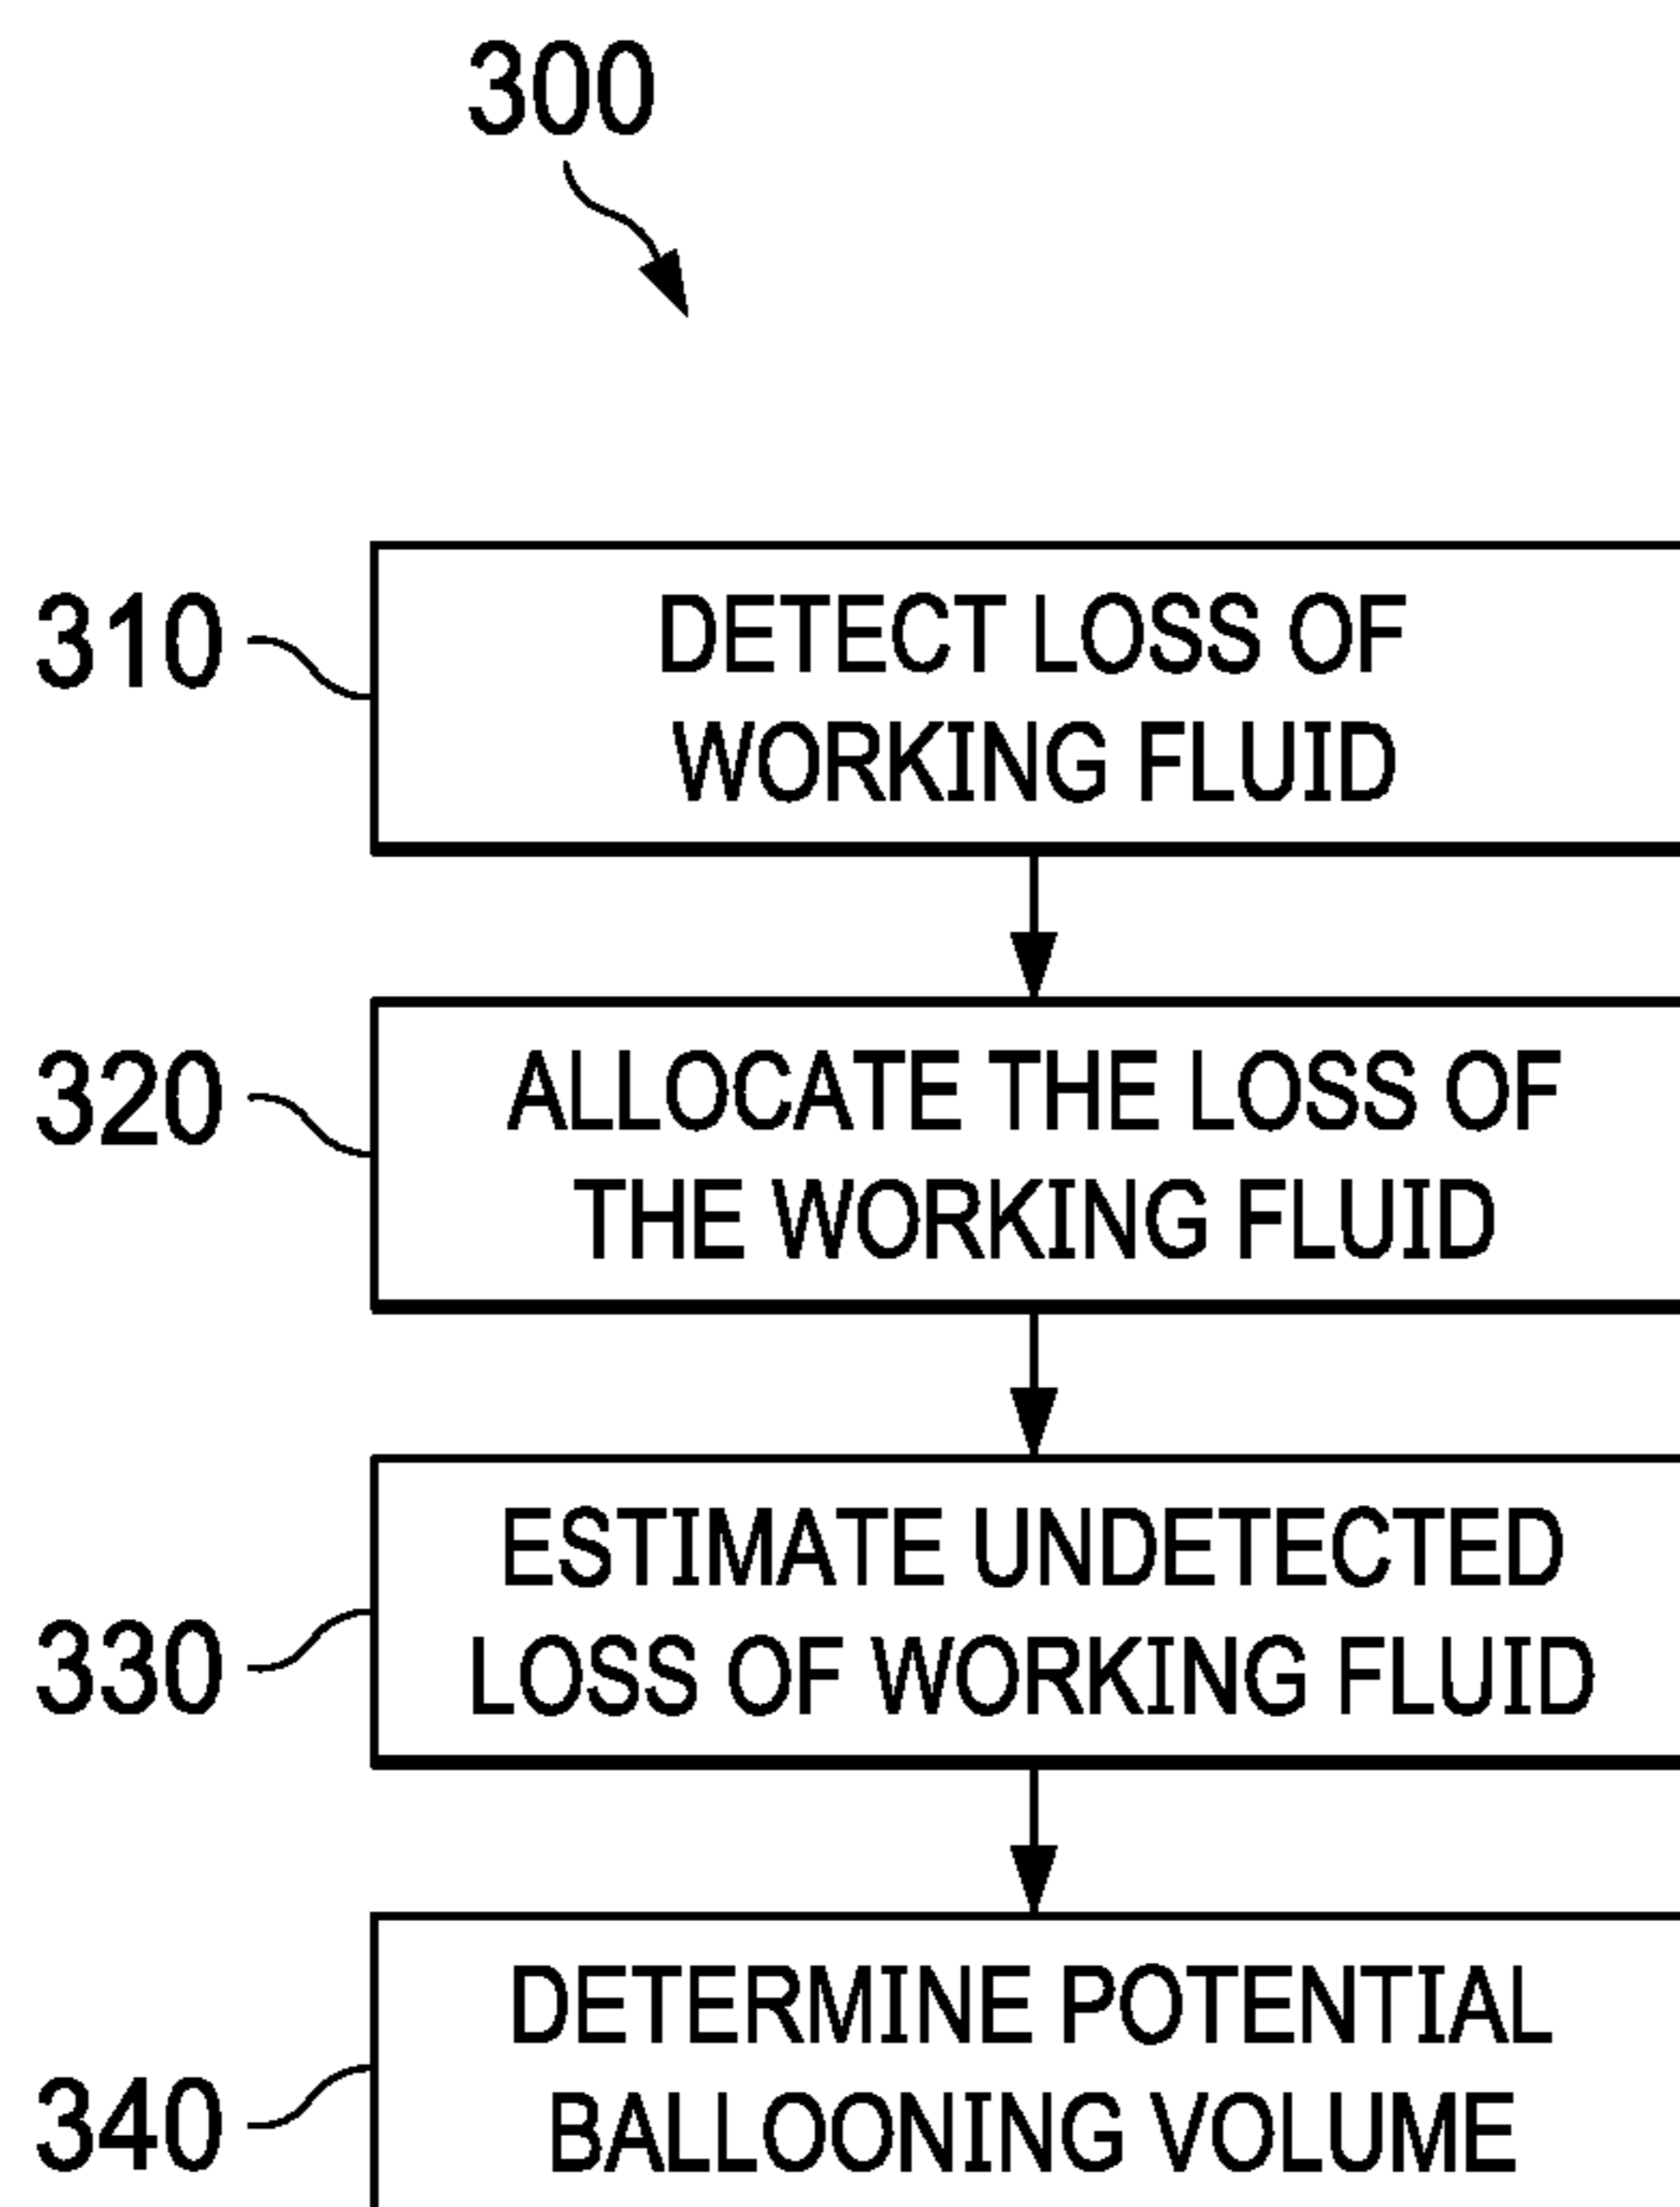 300
310
DETECT LOSS OF
WORKING FLUID
320
ALLOCATE THE LOSS OF
THE WORKING FLUID
330
ESTIMATE UNDETECTED
LOSS OF WORKING FLUID
340
DETERMINE POTENTIAL
BALLOONING VOLUME